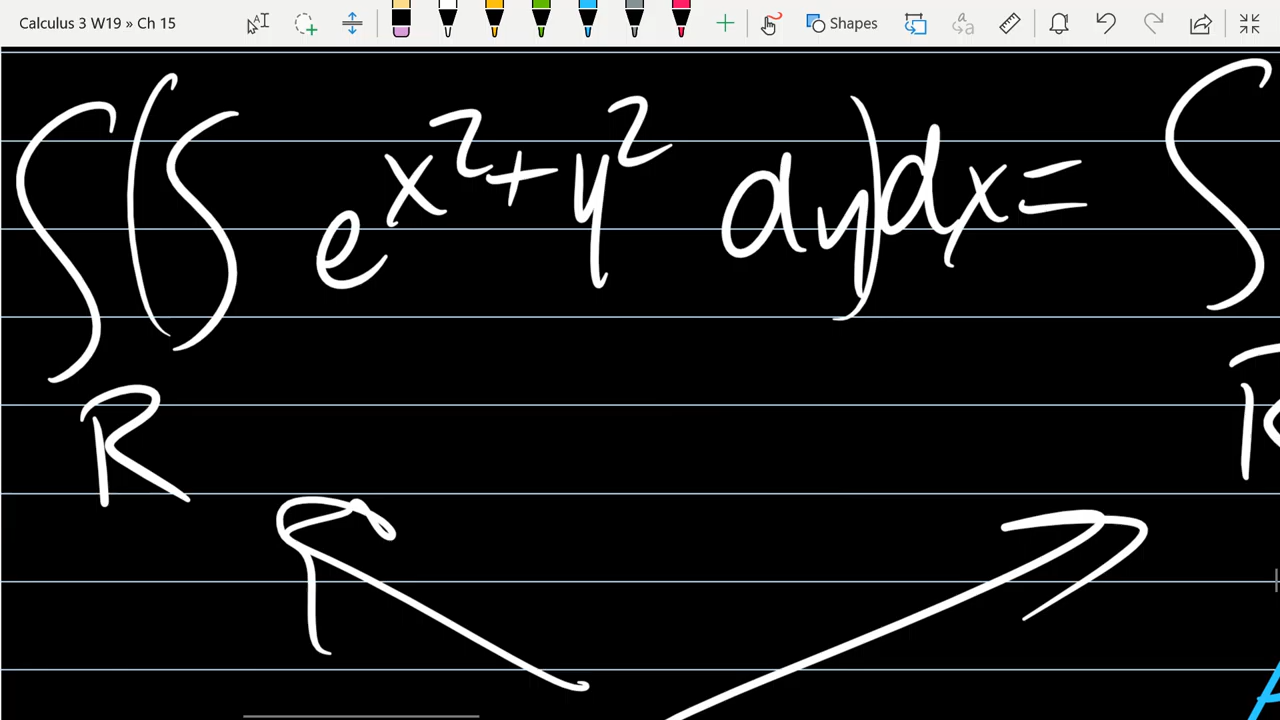 Calculus 3 W19 » Ch 15
Shapes
∫(∫ e^{x²+y²} dy)dx= ∫
R R